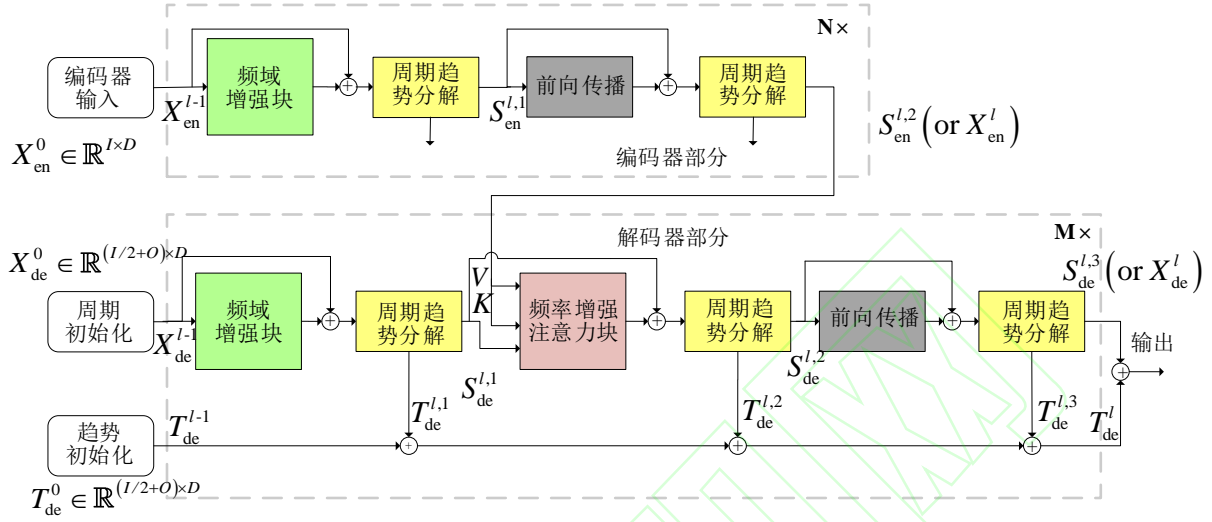 N×
编码器
输入
频域
增强块
周期趋
势分解
前向传播
周期趋
势分解
X_en^{l-1}
S_en^{l,1}
S_en^{l,2}(or X_en^l)
X_en^0 ∈ ℝ^{I×D}
编码器部分
解码器部分
M×
X_de^0 ∈ ℝ^{(I/2+O)×D}
S_de^{l,3}(or X_de^l)
V
K
周期
初始化
频域
增强块
周期趋
势分解
频率增强
注意力块
周期趋
势分解
前向传播
周期趋
势分解
输出
X_de^{l-1}
S_de^{l,1}
S_de^{l,2}
T_de^{l-1}
T_de^{l,1}
T_de^{l,2}
T_de^{l,3}
T_de^l
趋势
初始化
T_de^0 ∈ ℝ^{(I/2+O)×D}